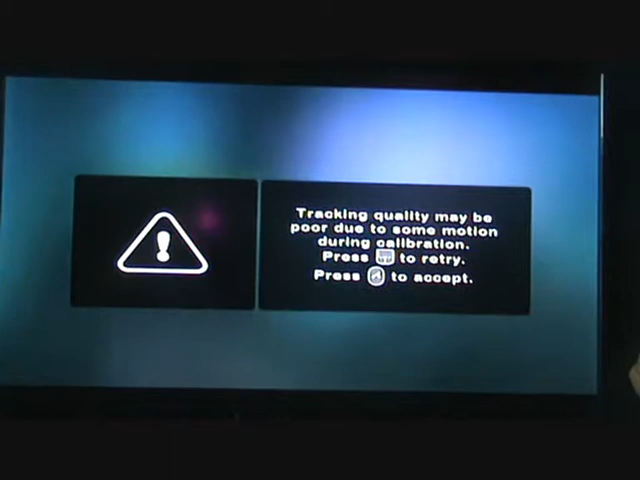 Tracking quality may be
poor due to some motion
during calibration.
Press to retry.
Press to accept.